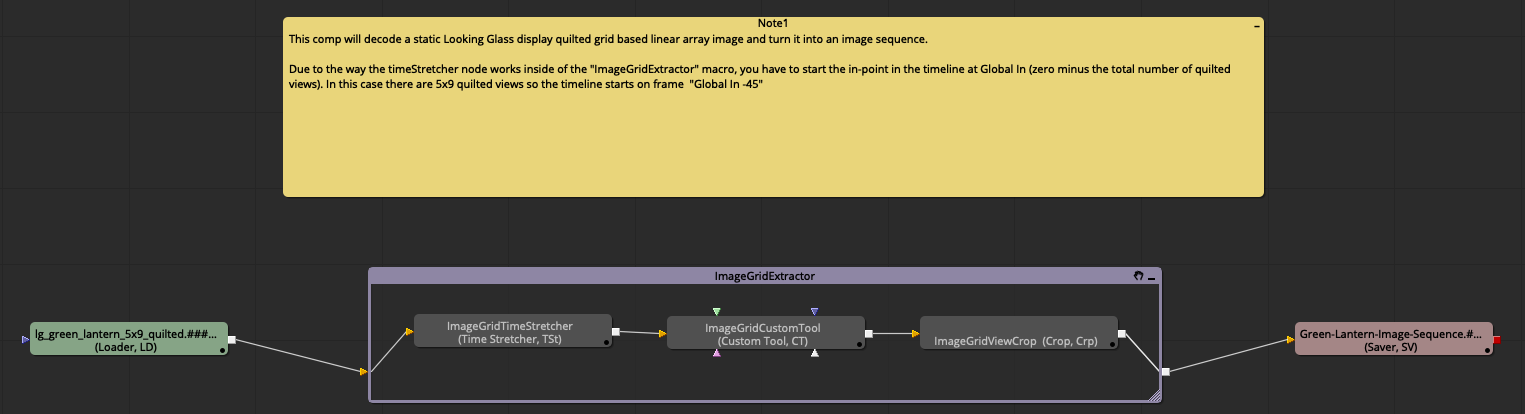 Note1
This comp will decode a static Looking Glass display quilted grid based linear array image and turn it into an image sequence.
Due to the way the timeStretcher node works inside of the "ImageGridExtractor" macro, you have to start the in-point in the timeline at Global In (zero minus the total number of quilted
views). In this case there are 5x9 quilted views so the timeline starts on frame  "Global In -45"
ImageGridExtractor
lg_green_lantern_5x9_quilted.###...
(Loader, LD)
ImageGridTimeStretcher
(Time Stretcher, TSt)
ImageGridCustomTool
(Custom Tool, CT)
ImageGridViewCrop  (Crop, Crp)
Green-Lantern-Image-Sequence.#...
(Saver, SV)